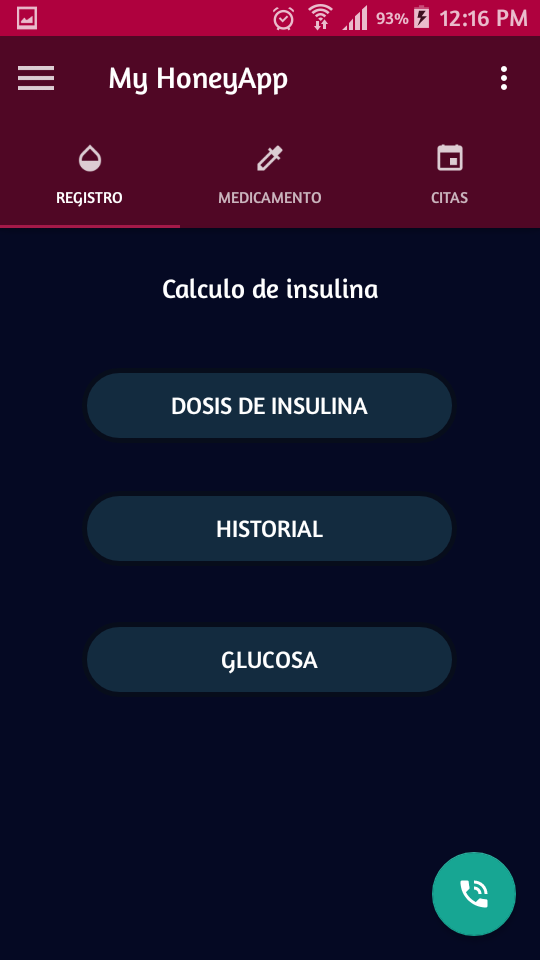 93% 12:16 PM
My HoneyApp
REGISTRO MEDICAMENTO CITAS
Calculo de insulina
DOSIS DE INSULINA
HISTORIAL
GLUCOSA